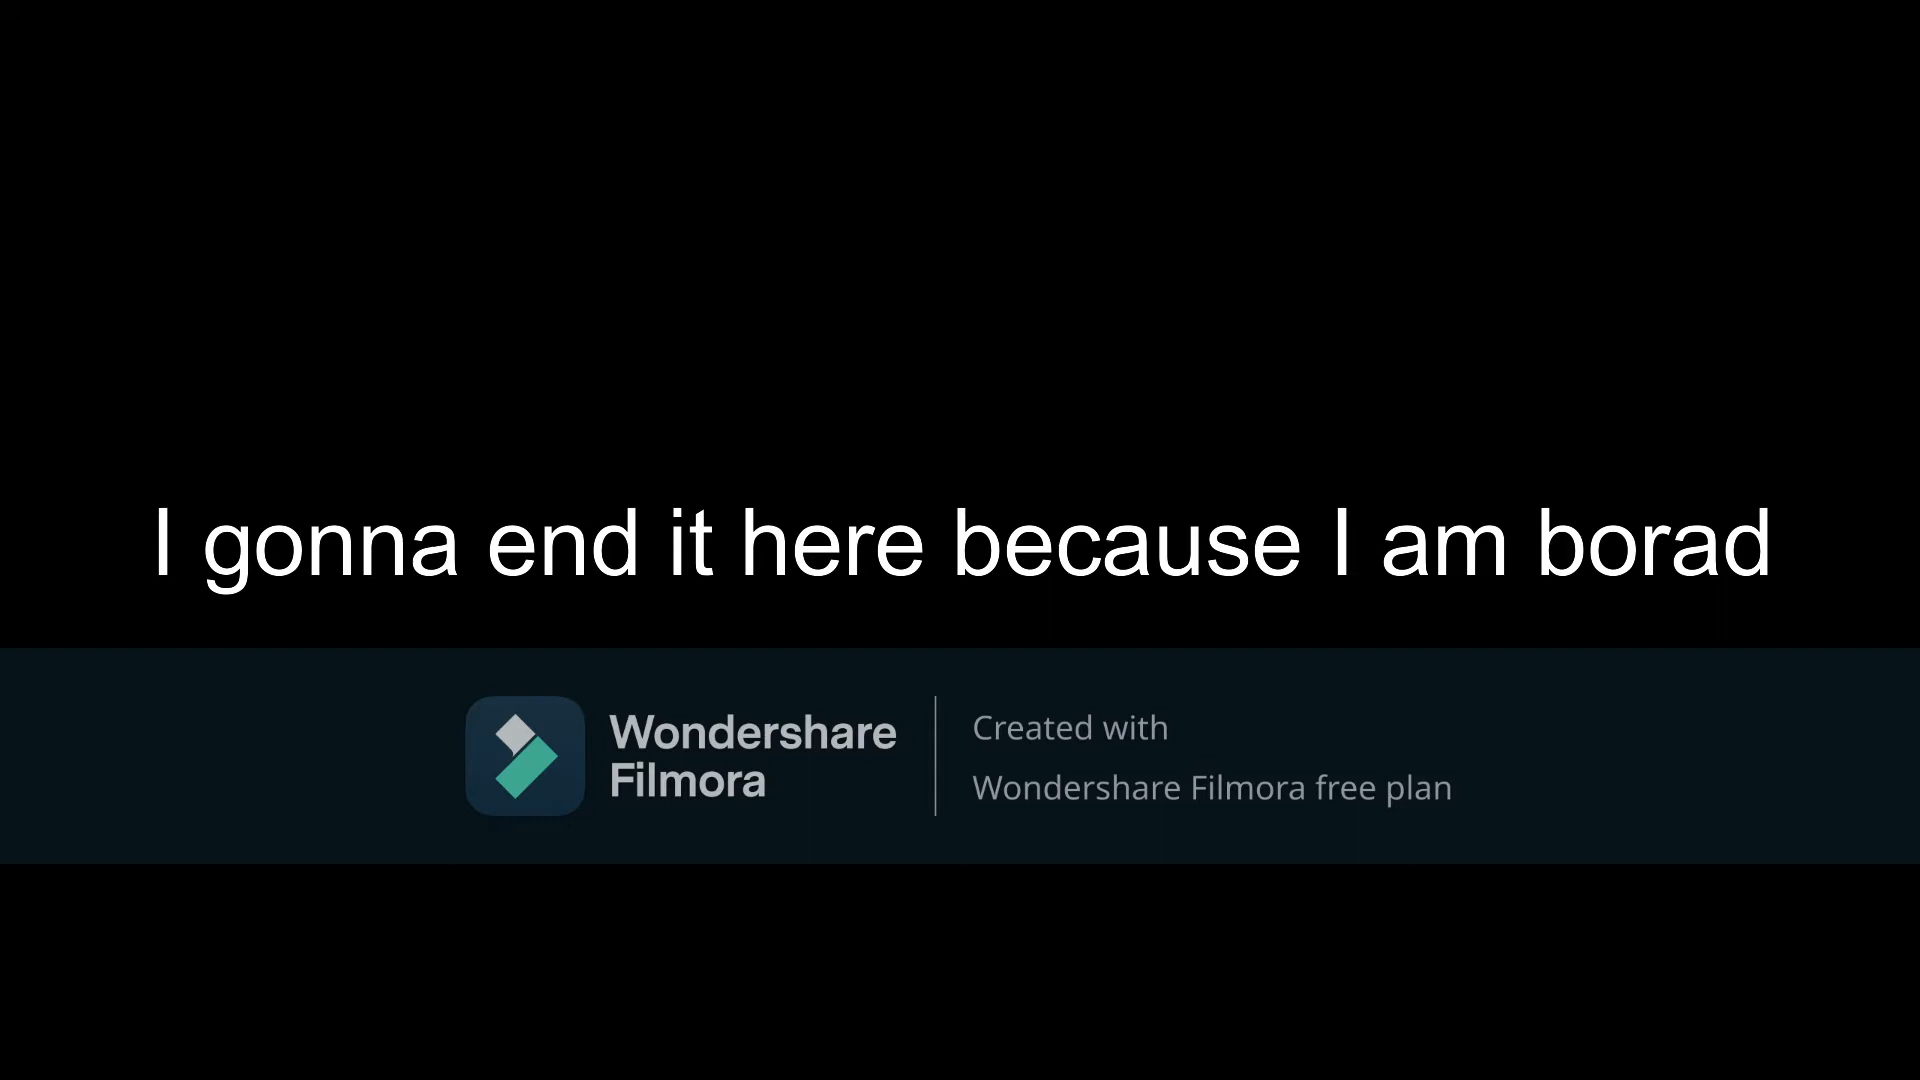 I gonna end it here because I am borad
Wondershare
Filmora
Created with
Wondershare Filmora free plan